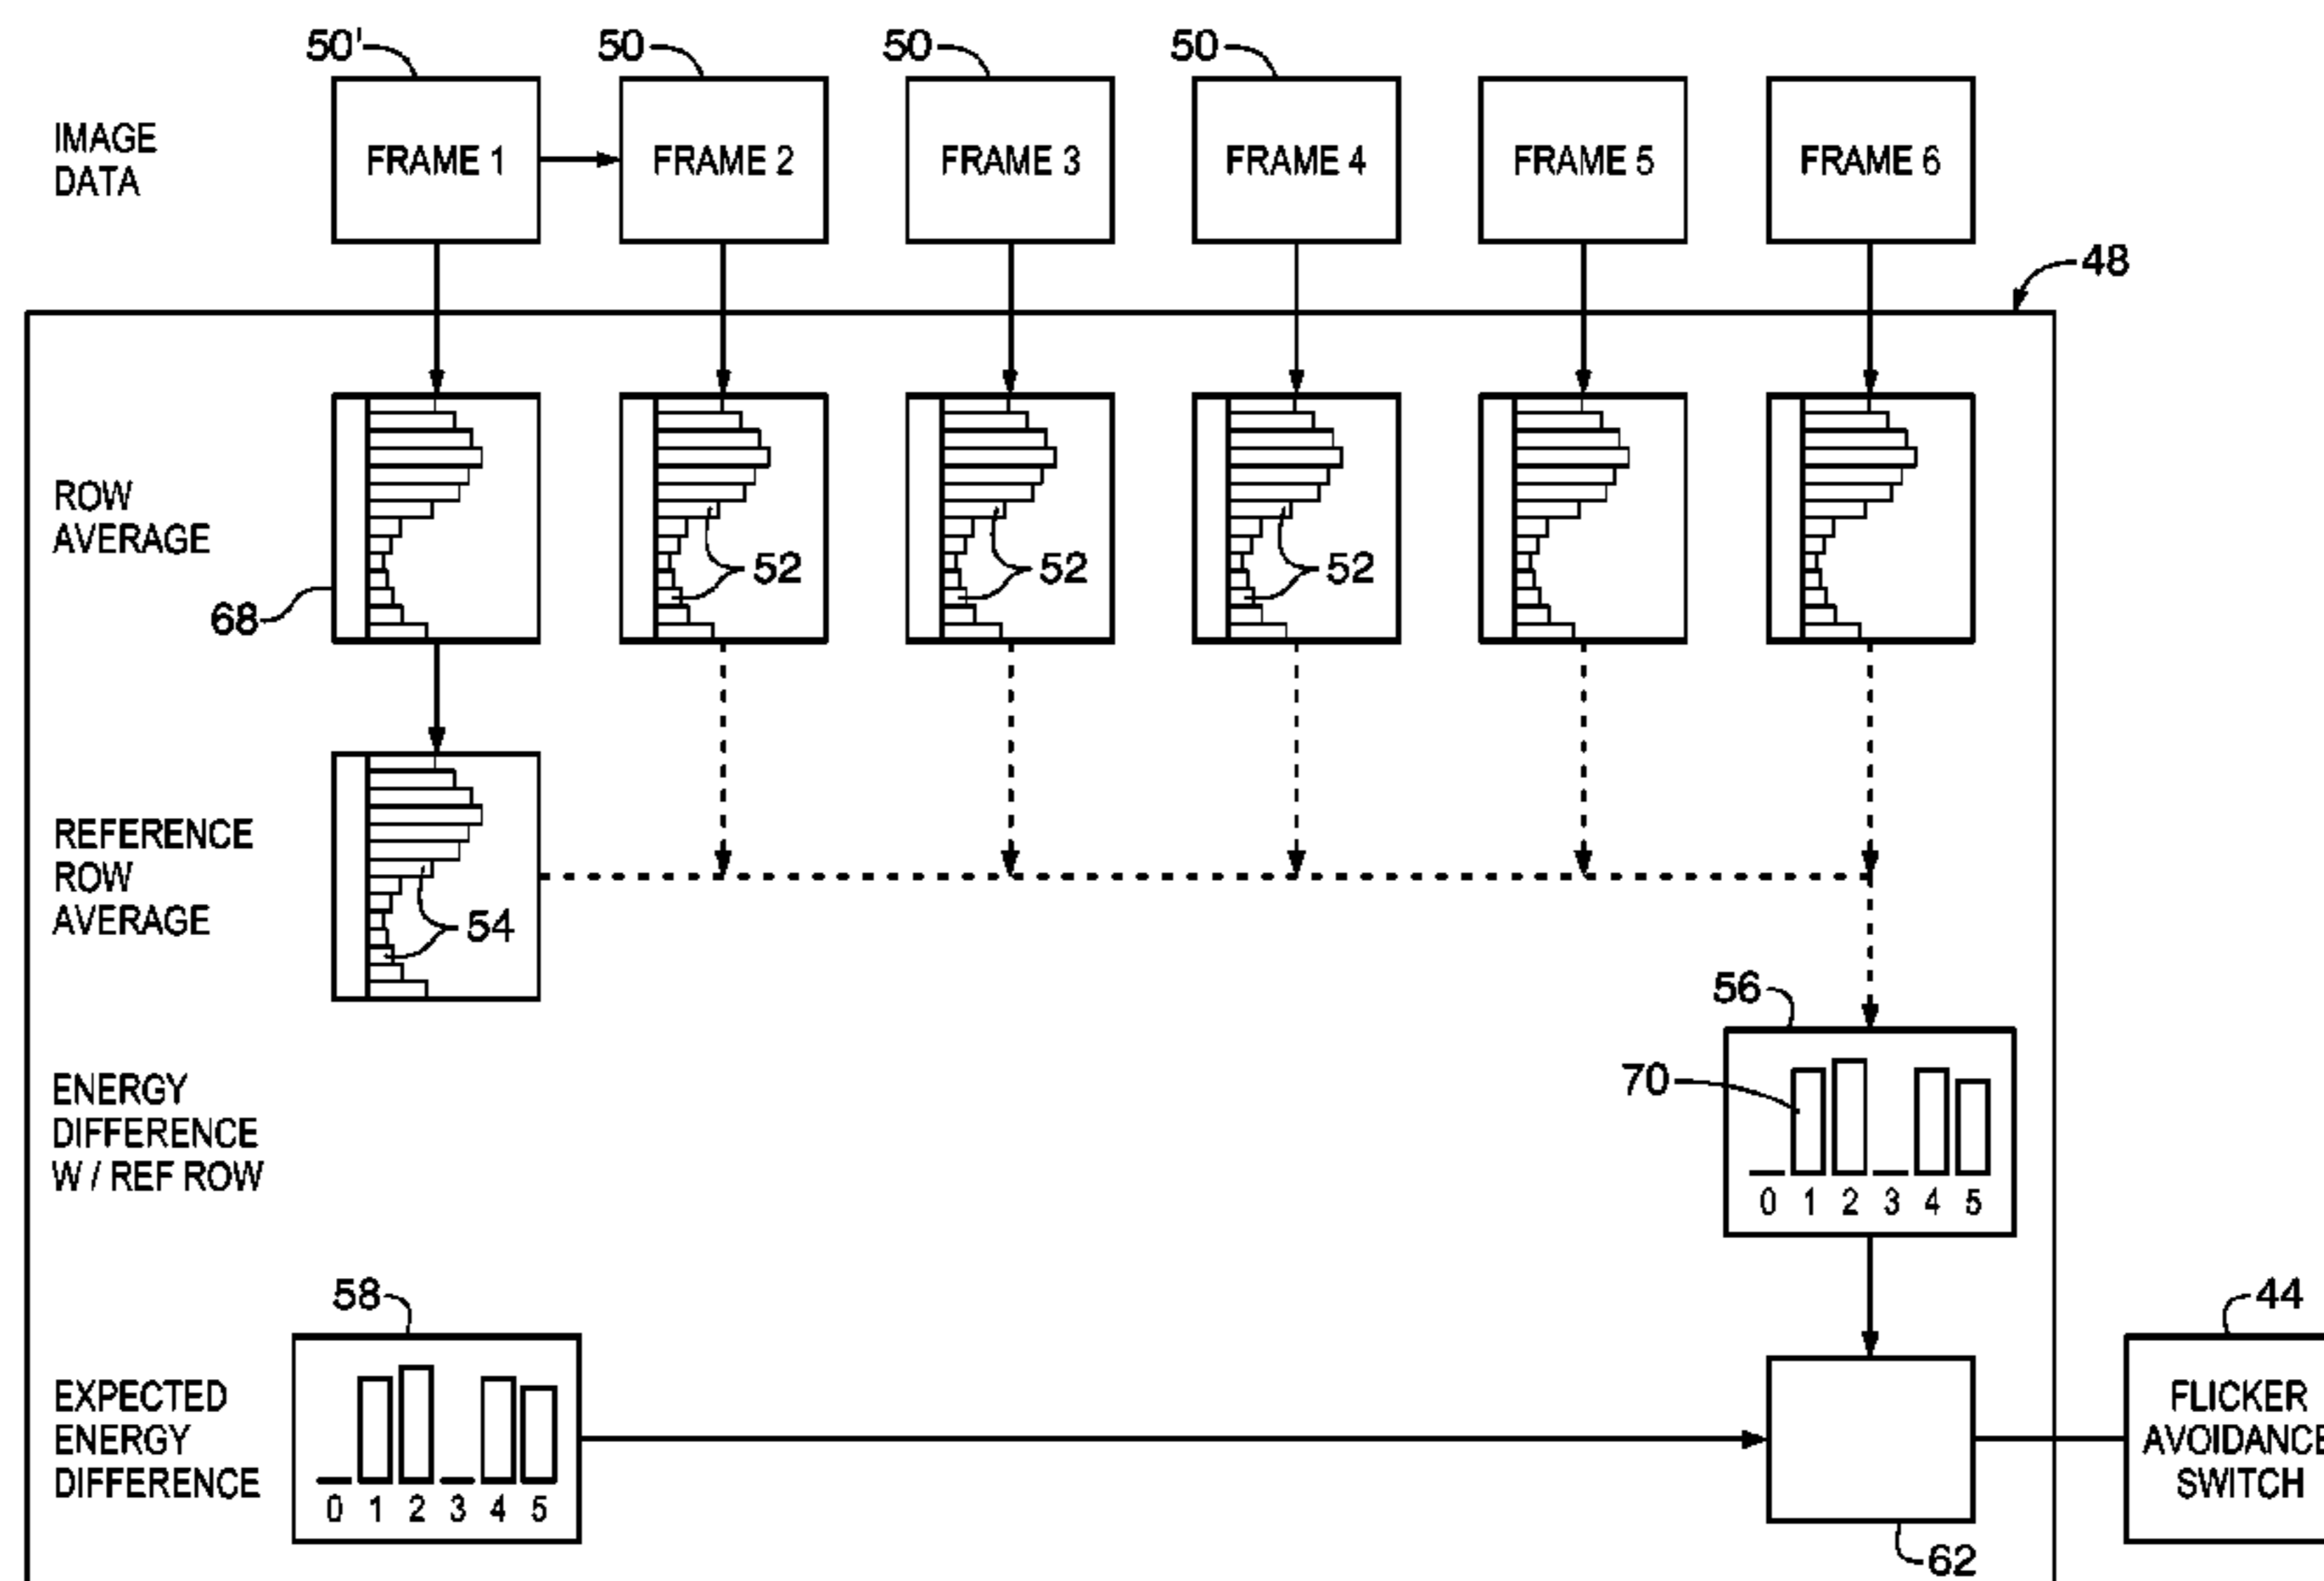 50' 50 50 50
IMAGE
DATA
FRAME 1 FRAME 2 FRAME 3 FRAME 4 FRAME 5 FRAME 6
48
ROW
AVERAGE
52 52 52
68
REFERENCE
ROW
AVERAGE
54
56
ENERGY
DIFFERENCE
W / REF ROW
70
0 1 2 3 4 5
58
44
EXPECTED
ENERGY
DIFFERENCE
0 1 2 3 4 5
FLICKER
AVOIDANCE
SWITCH
62